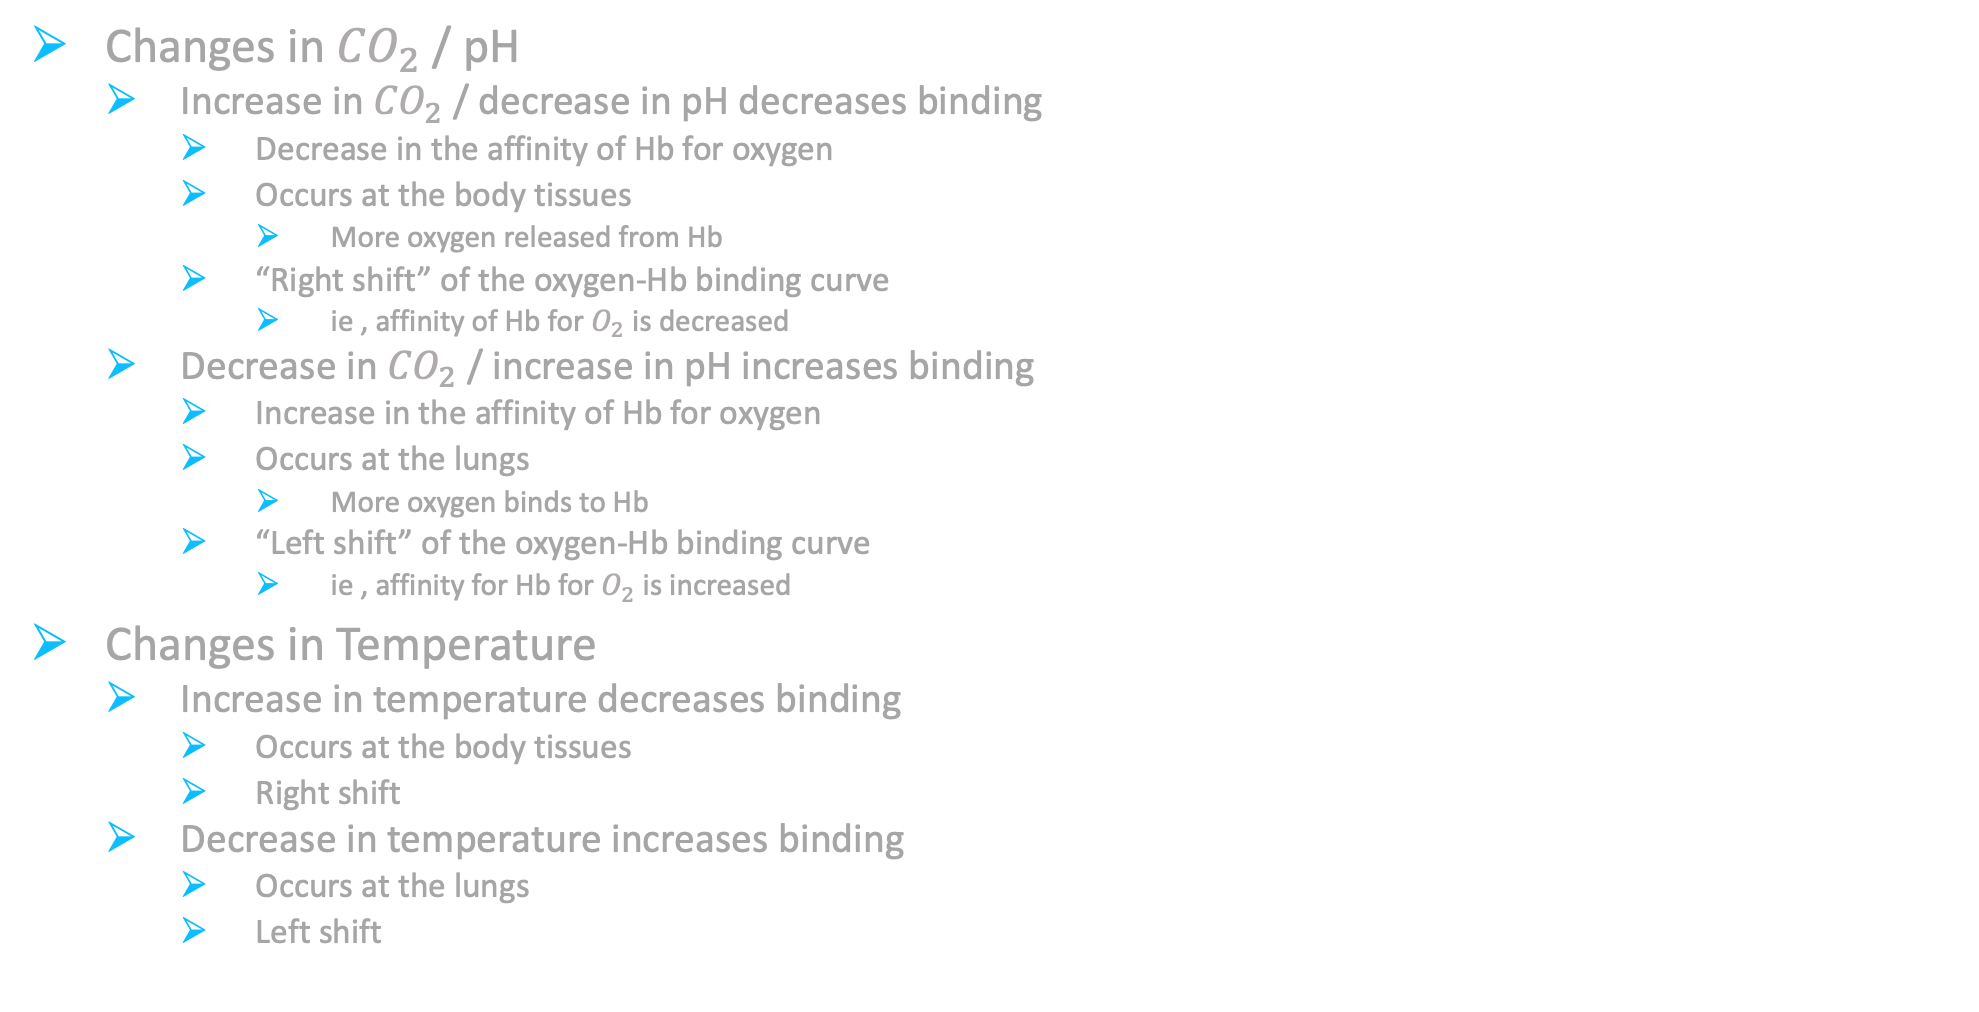 Changes in CO₂ / pH
Increase in CO₂ / decrease in pH decreases binding
Decrease in the affinity of Hb for oxygen
Occurs at the body tissues
More oxygen released from Hb
“Right shift” of the oxygen-Hb binding curve
ie , affinity of Hb for O₂ is decreased
Decrease in CO₂ / increase in pH increases binding
Increase in the affinity of Hb for oxygen
Occurs at the lungs
More oxygen binds to Hb
“Left shift” of the oxygen-Hb binding curve
ie , affinity for Hb for O₂ is increased
Changes in Temperature
Increase in temperature decreases binding
Occurs at the body tissues
Right shift
Decrease in temperature increases binding
Occurs at the lungs
Left shift